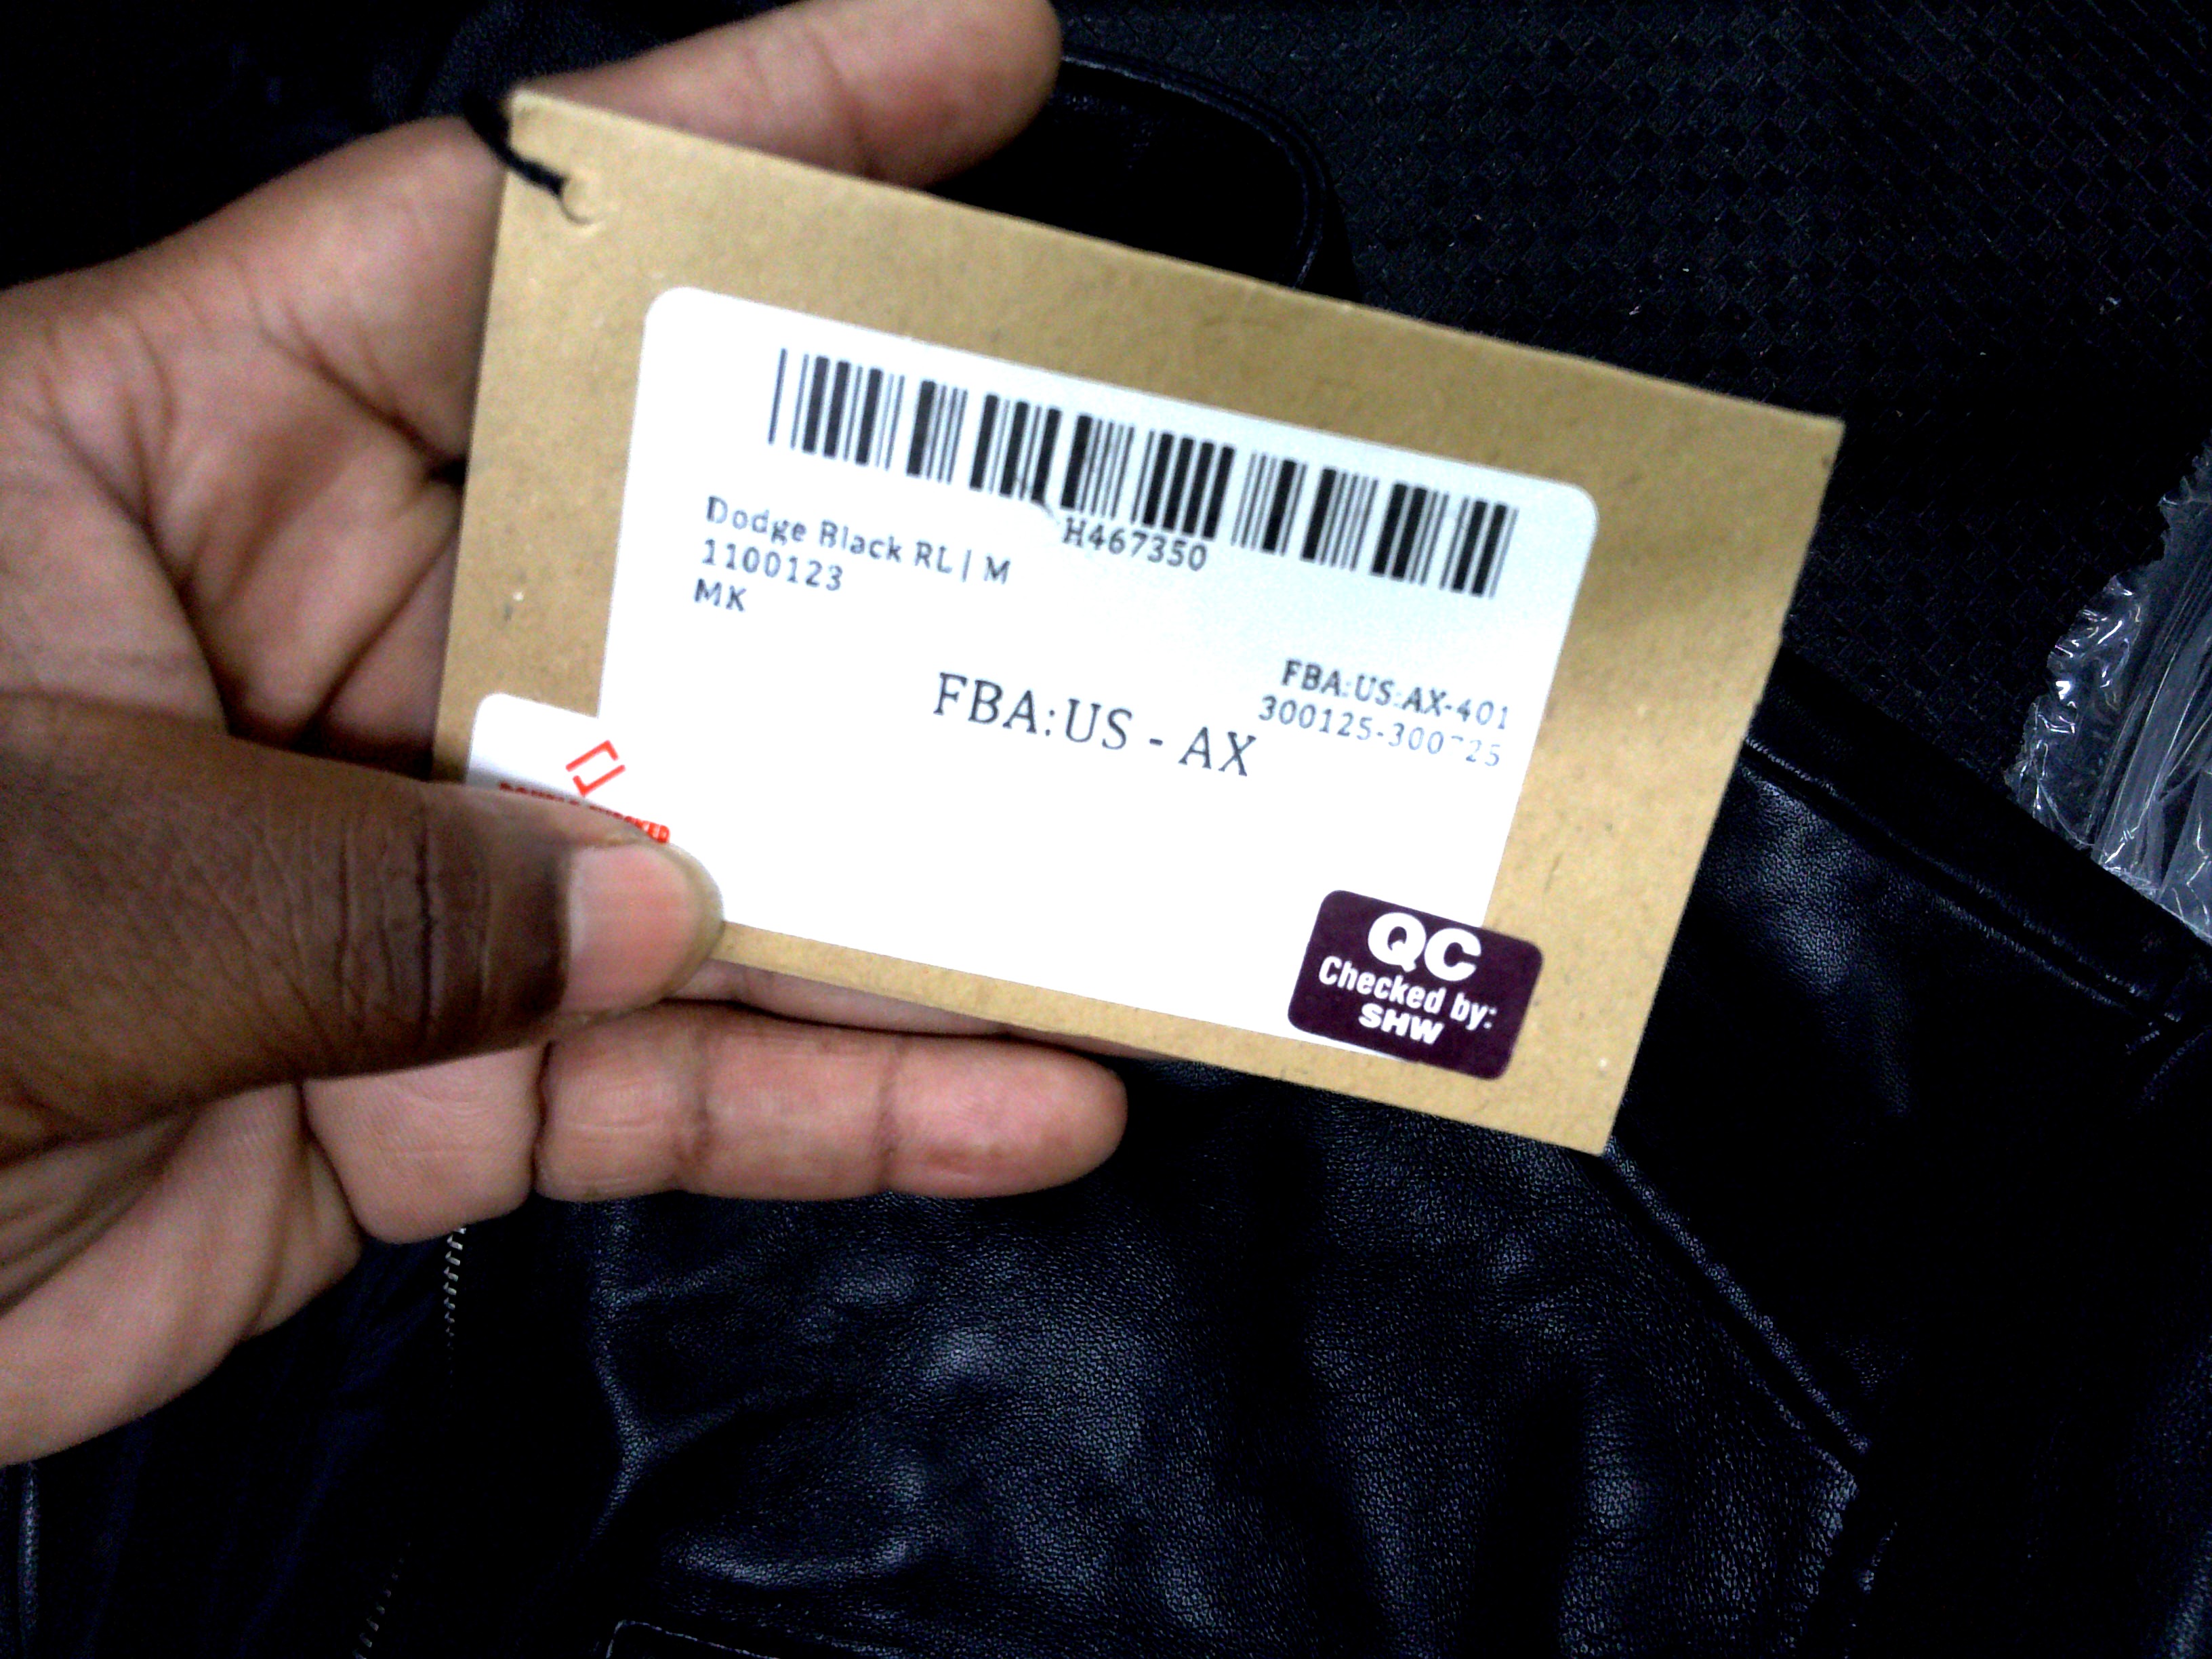 H467350
Dodge Black RL | M
1100123
MK
FBA:US:AX-401
FBA:US - AX
QC
Checked by:
SHW